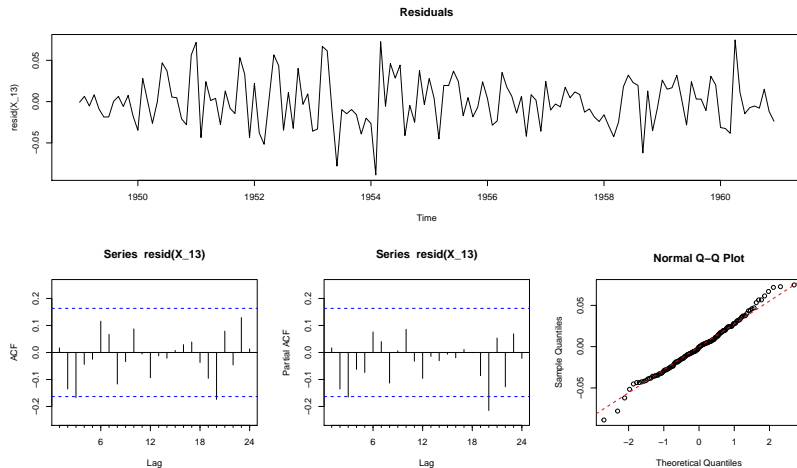 Residuals
resid(X_13)
0.05
0.00
−0.05
1950 1952 1954 1956 1958 1960
Time
Series resid(X_13)
ACF
0.2
0.1
0.0
−0.1
−0.2
6 12 18 24
Lag
Series resid(X_13)
Partial ACF
0.2
0.1
0.0
−0.1
−0.2
6 12 18 24
Lag
Normal Q−Q Plot
Sample Quantiles
0.05
0.00
−0.05
−2 −1 0 1 2
Theoretical Quantiles